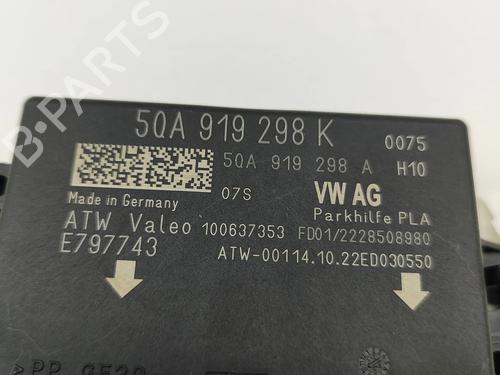 5QA 919 298 K 0075
5QA 919 298 A H10
Made in Germany 07S VW AG
Parkhilfe PLA
ATW Valeo 100637353 FD01/2228508980
E797743 ATW-00114.10.22ED030550
>PP
B-PARTS